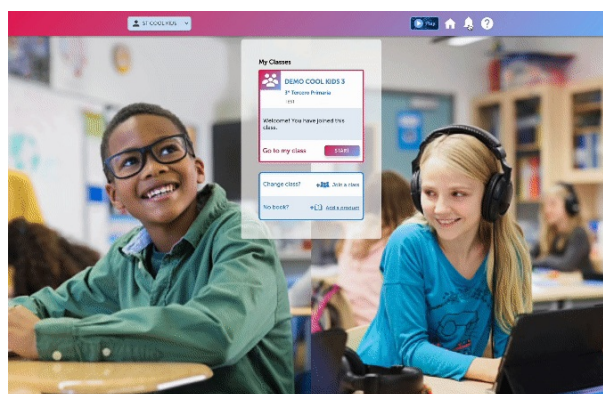 ST COOL KIDS
Play
My Classes
DEMO COOL KIDS 3
3º Tercero Primaria
Welcome! You have joined this
class.
Go to my class
START
Change class?
Join a class
No book?
Add a product